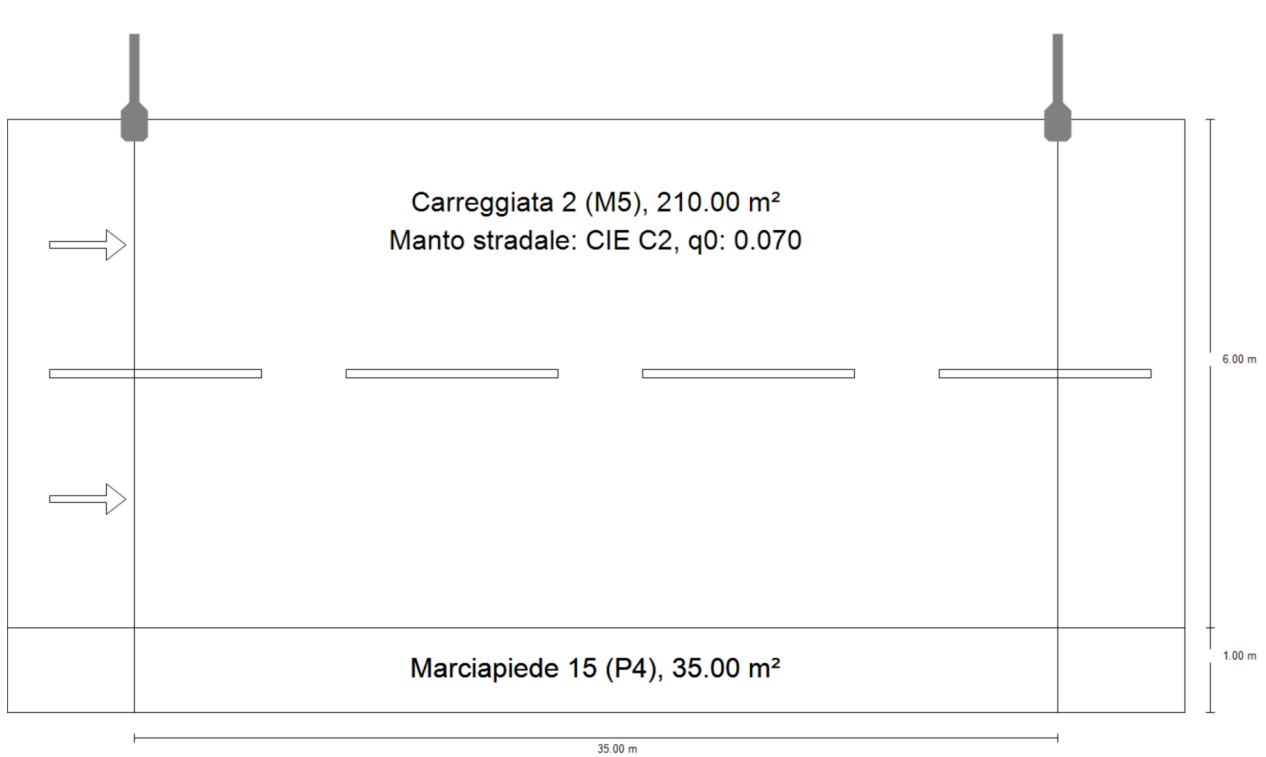 Carreggiata 2 (M5), 210.00 m²
Manto stradale: CIE C2, q0: 0.070
6.00 m
Marciapiede 15 (P4), 35.00 m²
1.00 m
35.00 m